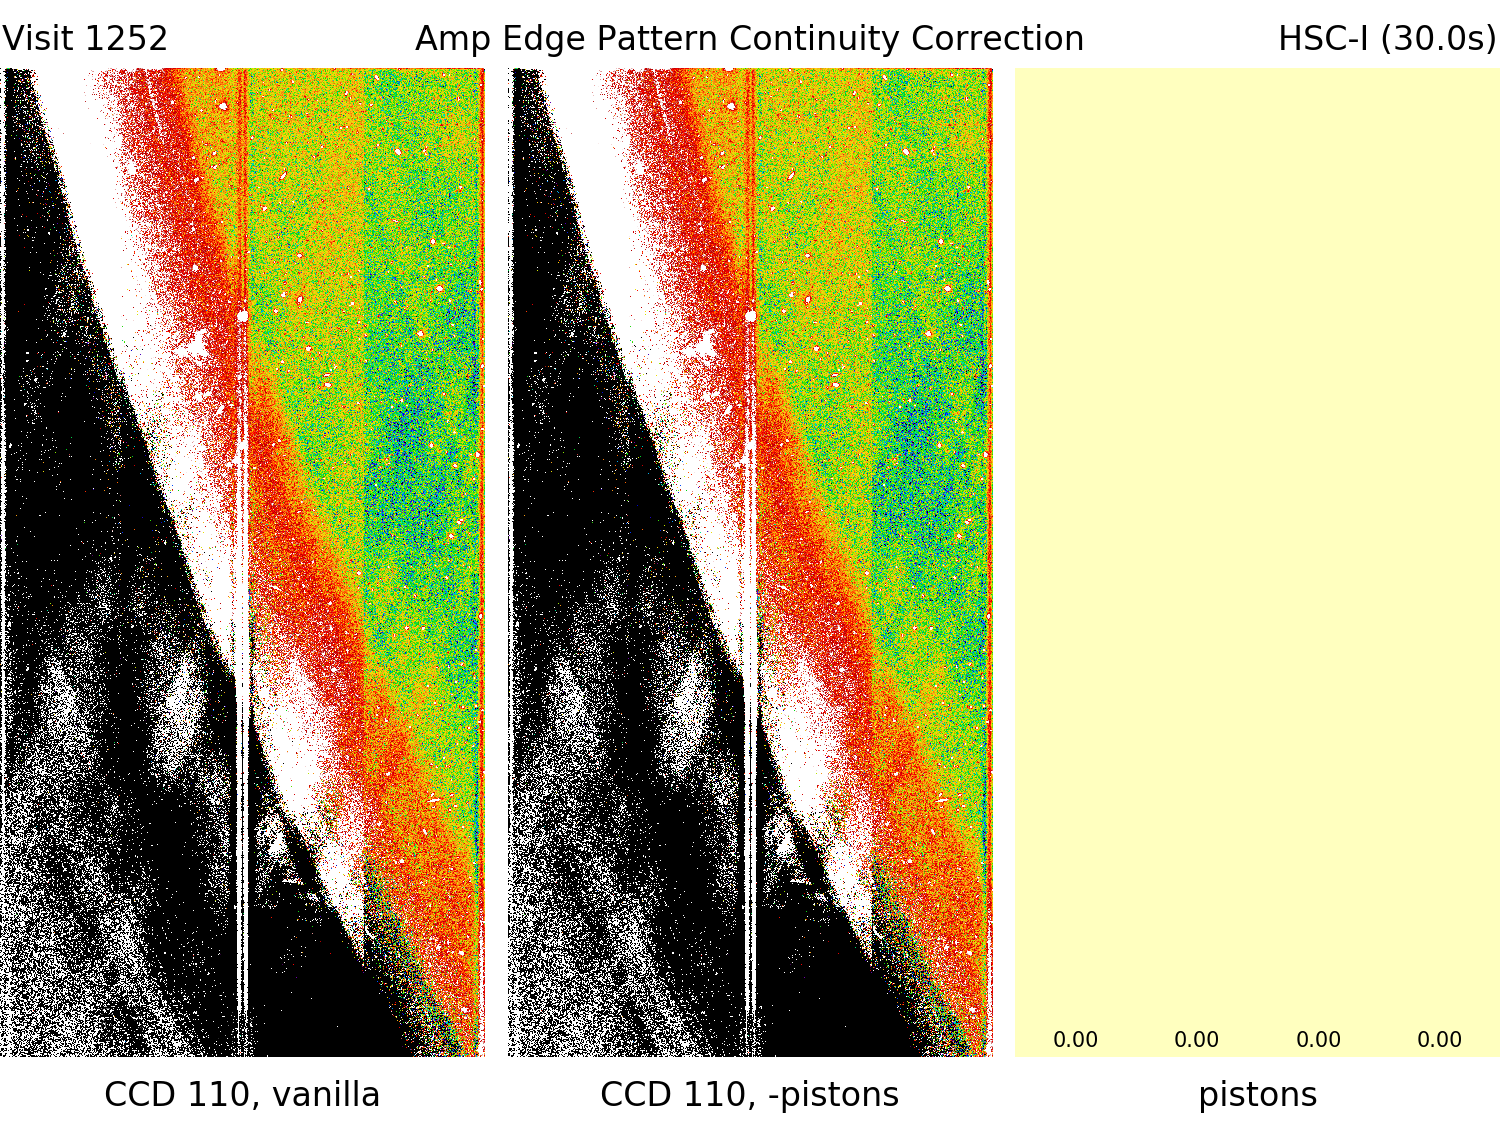 Visit 1252
Amp Edge Pattern Continuity Correction
HSC-I (30.0s)
0.00 0.00 0.00 0.00
CCD 110, vanilla
CCD 110, -pistons
pistons